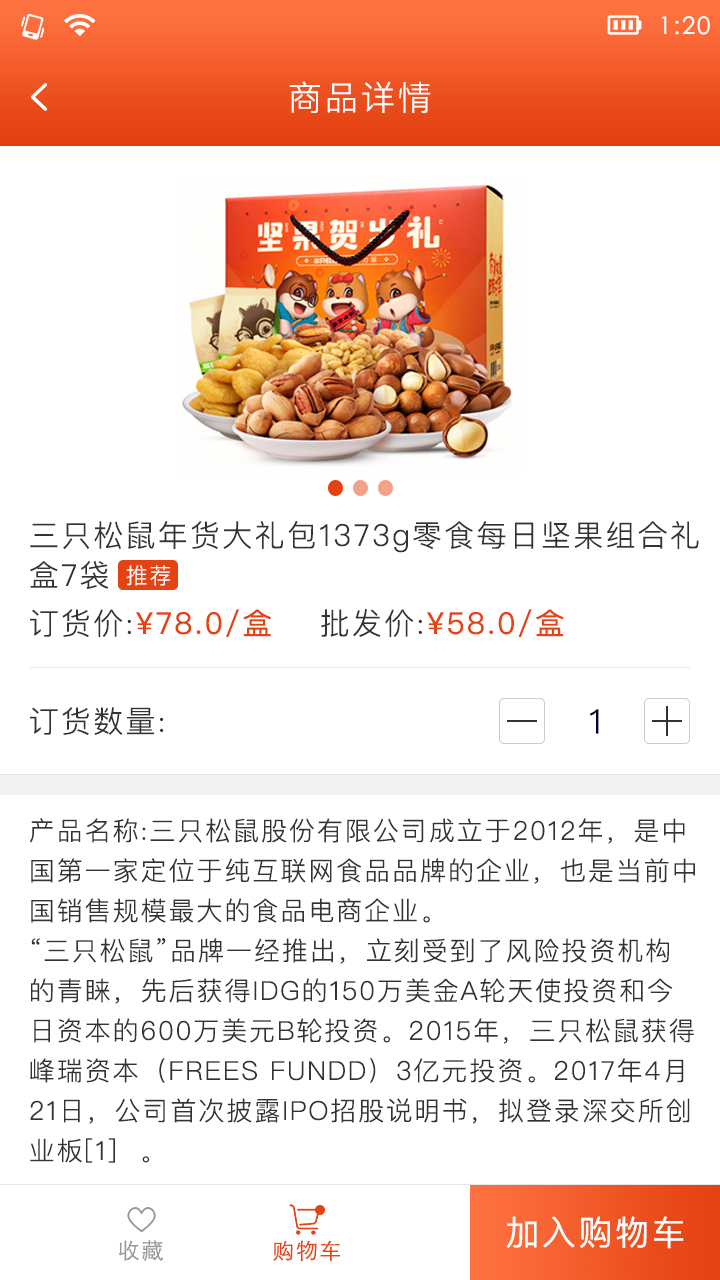 1:20
商品详情
坚果贺岁礼
三只松鼠年货大礼包1373g零食每日坚果组合礼
盒7袋 推荐
订货价:¥78.0/盒 批发价:¥58.0/盒
订货数量: 1
产品名称:三只松鼠股份有限公司成立于2012年，是中
国第一家定位于纯互联网食品品牌的企业，也是当前中
国销售规模最大的食品电商企业。
“三只松鼠”品牌一经推出，立刻受到了风险投资机构
的青睐，先后获得IDG的150万美金A轮天使投资和今
日资本的600万美元B轮投资。2015年，三只松鼠获得
峰瑞资本（FREES FUNDD）3亿元投资。2017年4月
21日，公司首次披露IPO招股说明书，拟登录深交所创
业板[1] 。
收藏 购物车 加入购物车